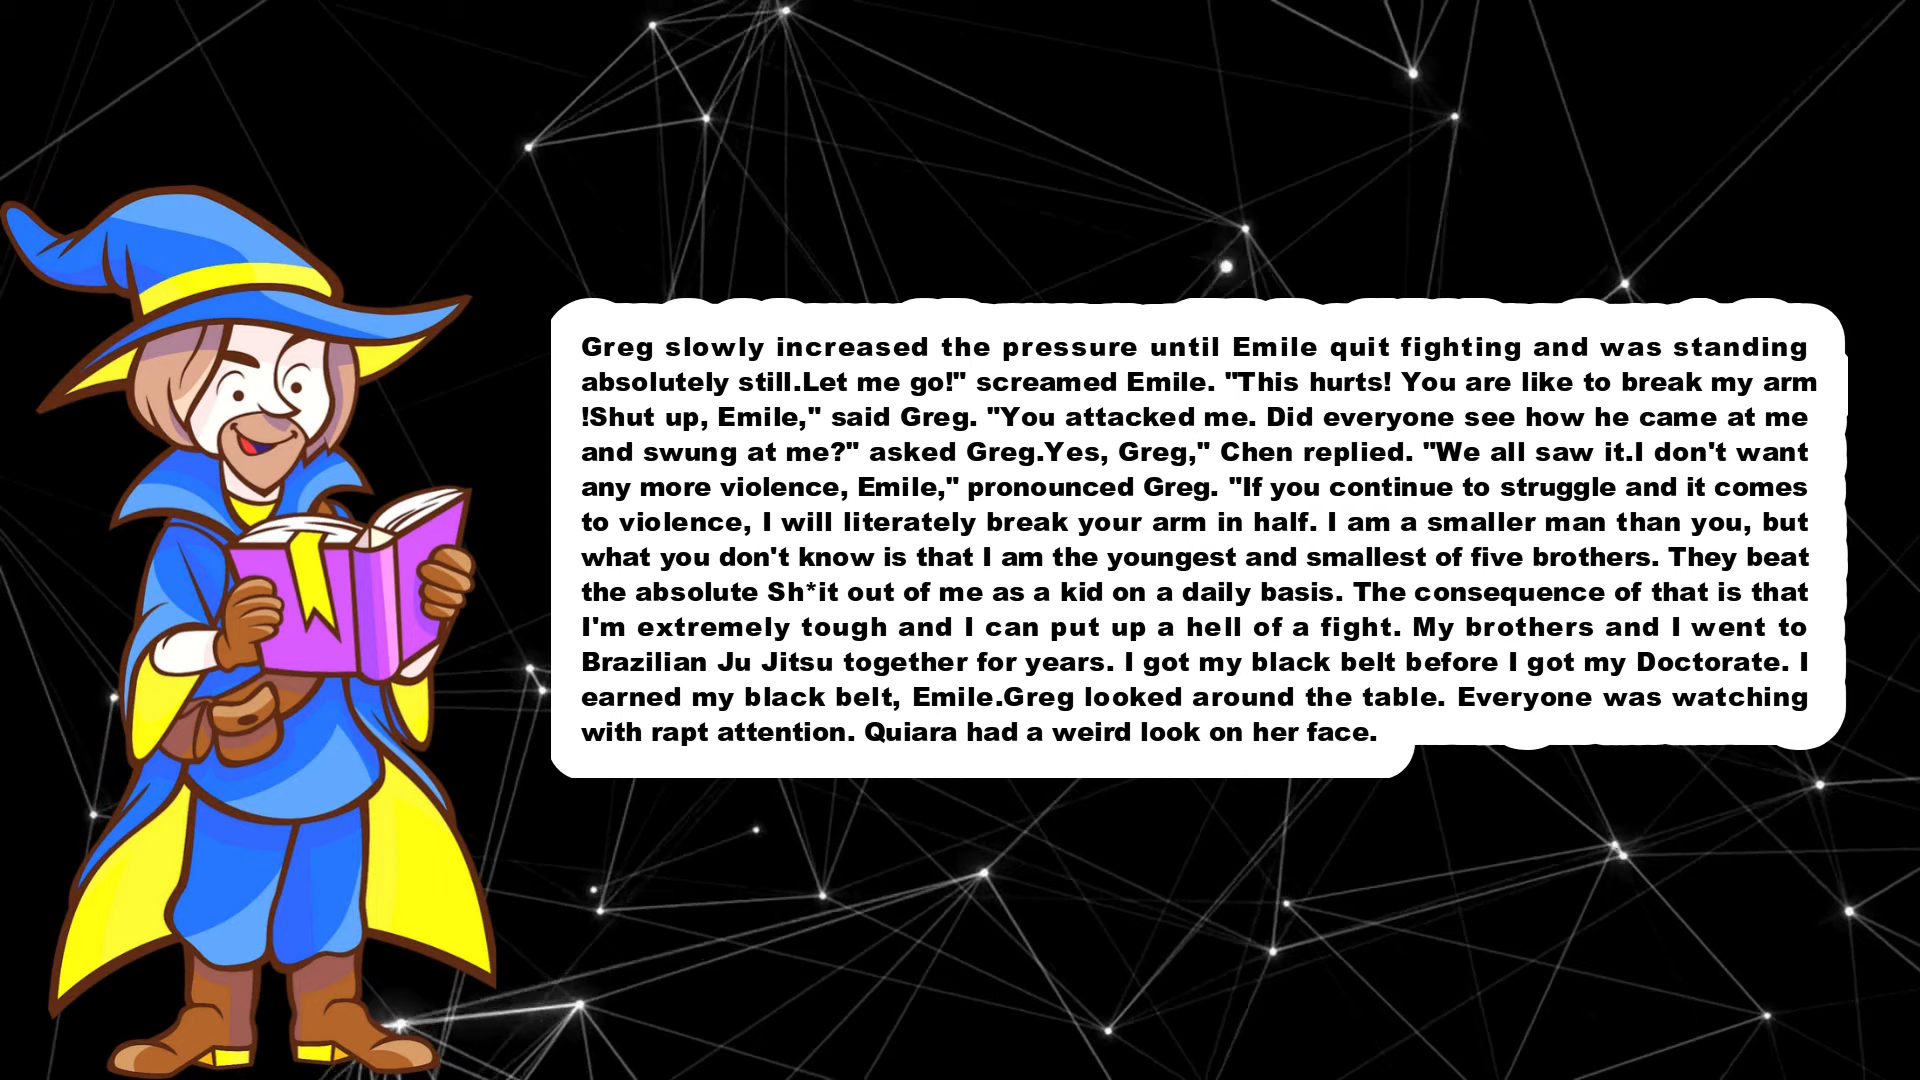 Greg slowly increased the pressure until Emile quit fighting and was standing
absolutely still.Let me go!" screamed Emile. "This hurts! You are like to break my arm
!Shut up, Emile," said Greg. "You attacked me. Did everyone see how he came at me
and swung at me?" asked Greg.Yes, Greg," Chen replied. "We all saw it.I don't want
any more violence, Emile," pronounced Greg. "If you continue to struggle and it comes
to violence, I will literately break your arm in half. I am a smaller man than you, but
what you don't know is that I am the youngest and smallest of five brothers. They beat
the absolute Sh*it out of me as a kid on a daily basis. The consequence of that is that
I'm extremely tough and I can put up a hell of a fight. My brothers and I went to
Brazilian Ju Jitsu together for years. I got my black belt before I got my Doctorate. I
earned my black belt, Emile.Greg looked around the table. Everyone was watching
with rapt attention. Quiara had a weird look on her face.